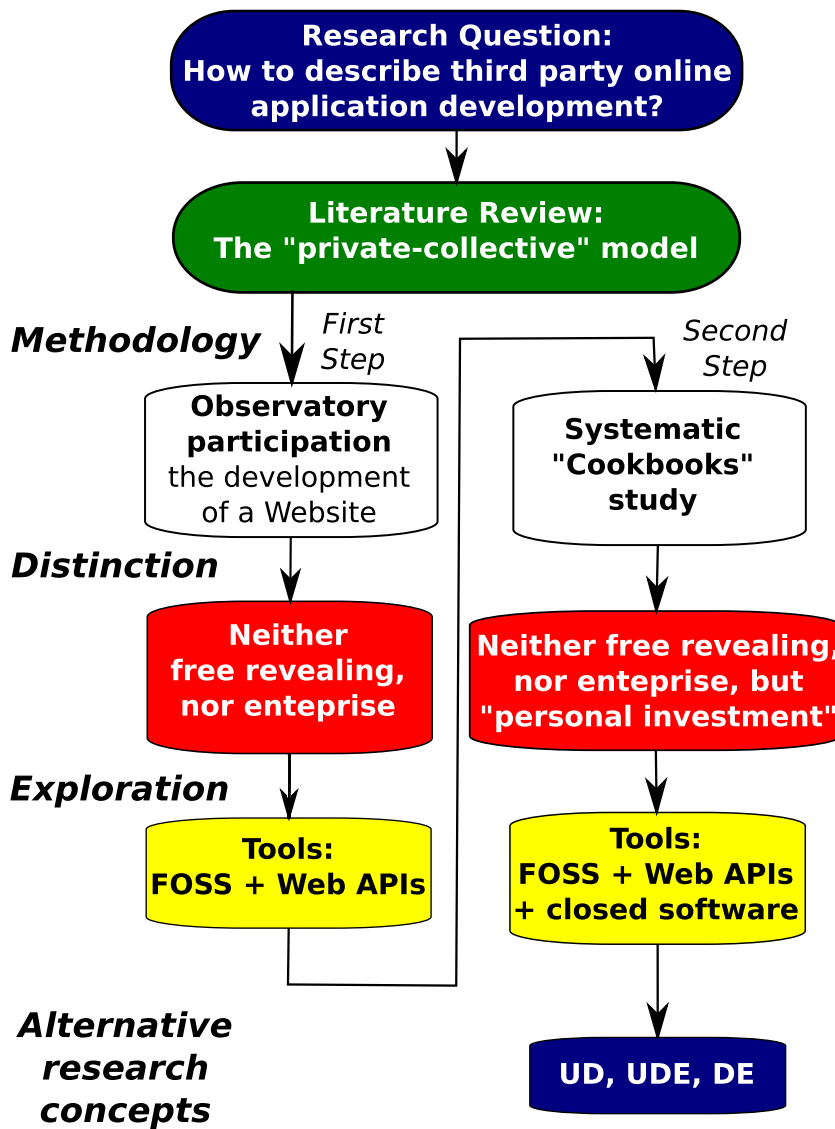 Research Question:
How to describe third party online
application development?
Literature Review:
The "private-collective" model
Methodology
First
Step
Second
Step
Observatory
participation
the development
of a Website
Systematic
"Cookbooks"
study
Distinction
Neither
free revealing,
nor enteprise
Neither free revealing,
nor enteprise, but
"personal investment"
Exploration
Tools:
FOSS + Web APIs
Tools:
FOSS + Web APIs
+ closed software
Alternative
research
concepts
UD, UDE, DE